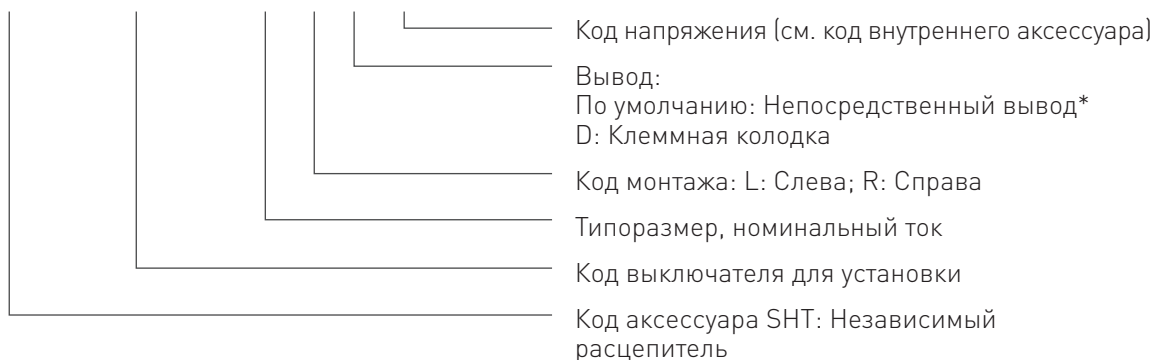 Код напряжения (см. код внутреннего аксессуара)
Вывод:
По умолчанию: Непосредственный вывод*
D: Клеммная колодка
Код монтажа: L: Слева; R: Справа
Типоразмер, номинальный ток
Код выключателя для установки
Код аксессуара SHT: Независимый
расцепитель